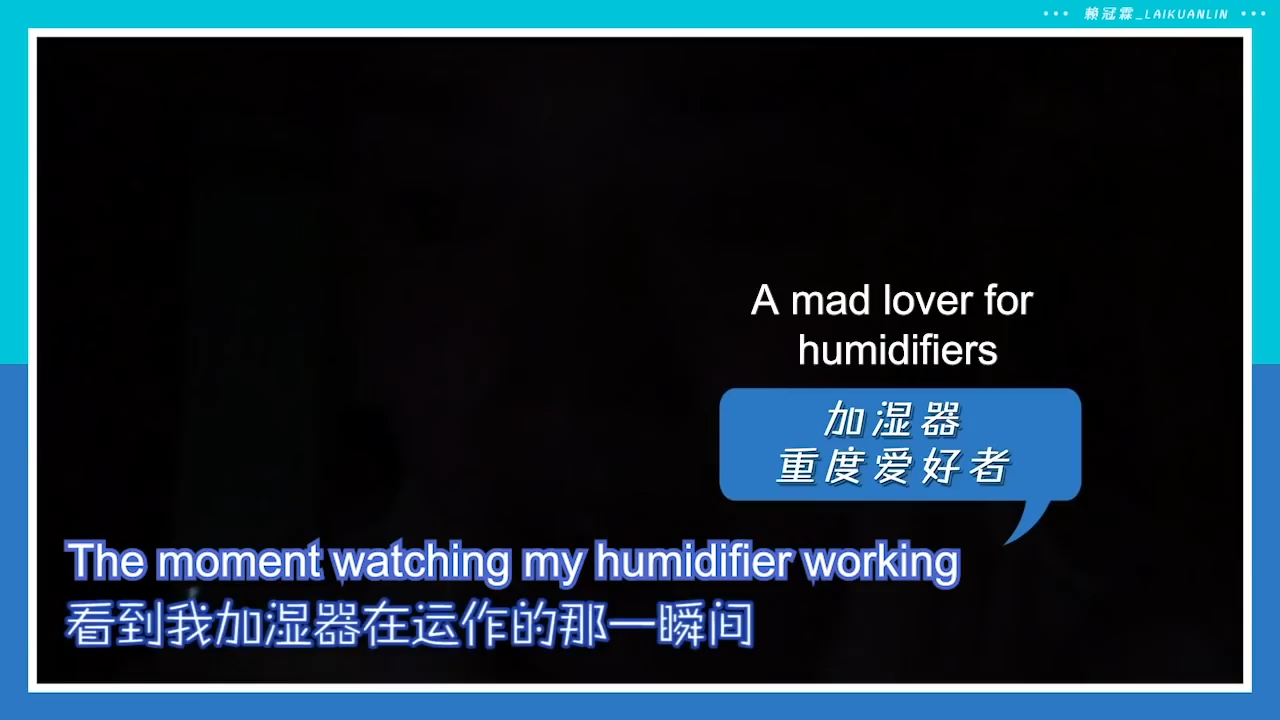 ••• 賴冠霖_LAIKUANLIN •••
A mad lover for
humidifiers
加湿器
重度爱好者
The moment watching my humidifier working
看到我加湿器在运作的那一瞬间